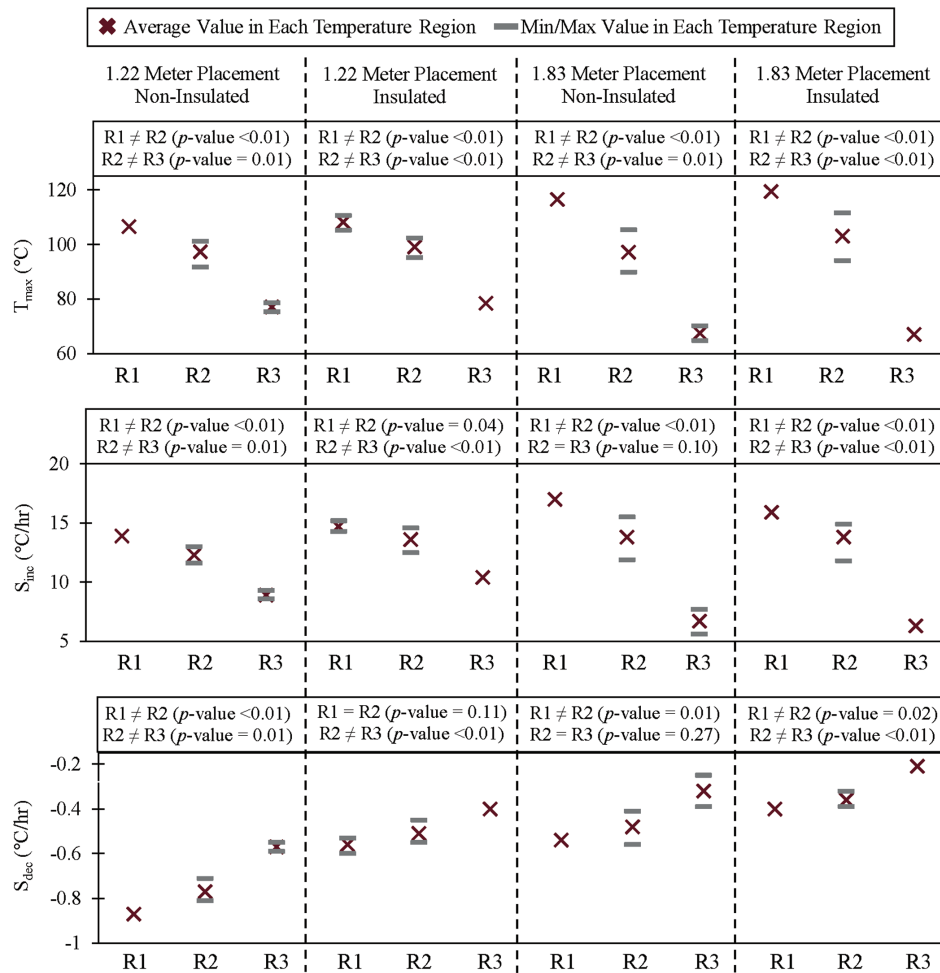 Average Value in Each Temperature Region
Min/Max Value in Each Temperature Region
1.22 Meter Placement
Non-Insulated
1.22 Meter Placement
Insulated
1.83 Meter Placement
Non-Insulated
1.83 Meter Placement
Insulated
R1 ≠ R2 (p-value <0.01)
R2 ≠ R3 (p-value = 0.01)
R1 ≠ R2 (p-value <0.01)
R2 ≠ R3 (p-value <0.01)
R1 ≠ R2 (p-value <0.01)
R2 ≠ R3 (p-value = 0.01)
R1 ≠ R2 (p-value <0.01)
R2 ≠ R3 (p-value <0.01)
Tmax (°C)
120
100
80
60
R1 R2 R3
R1 R2 R3
R1 R2 R3
R1 R2 R3
R1 ≠ R2 (p-value <0.01)
R2 ≠ R3 (p-value = 0.01)
R1 ≠ R2 (p-value = 0.04)
R2 ≠ R3 (p-value <0.01)
R1 ≠ R2 (p-value <0.01)
R2 = R3 (p-value = 0.10)
R1 ≠ R2 (p-value <0.01)
R2 ≠ R3 (p-value <0.01)
Sinc (°C/hr)
20
15
10
5
R1 R2 R3
R1 R2 R3
R1 R2 R3
R1 R2 R3
R1 ≠ R2 (p-value <0.01)
R2 ≠ R3 (p-value = 0.01)
R1 = R2 (p-value = 0.11)
R2 ≠ R3 (p-value <0.01)
R1 ≠ R2 (p-value = 0.01)
R2 = R3 (p-value = 0.27)
R1 ≠ R2 (p-value = 0.02)
R2 ≠ R3 (p-value <0.01)
Sdec (°C/hr)
-0.2
-0.4
-0.6
-0.8
-1
R1 R2 R3
R1 R2 R3
R1 R2 R3
R1 R2 R3